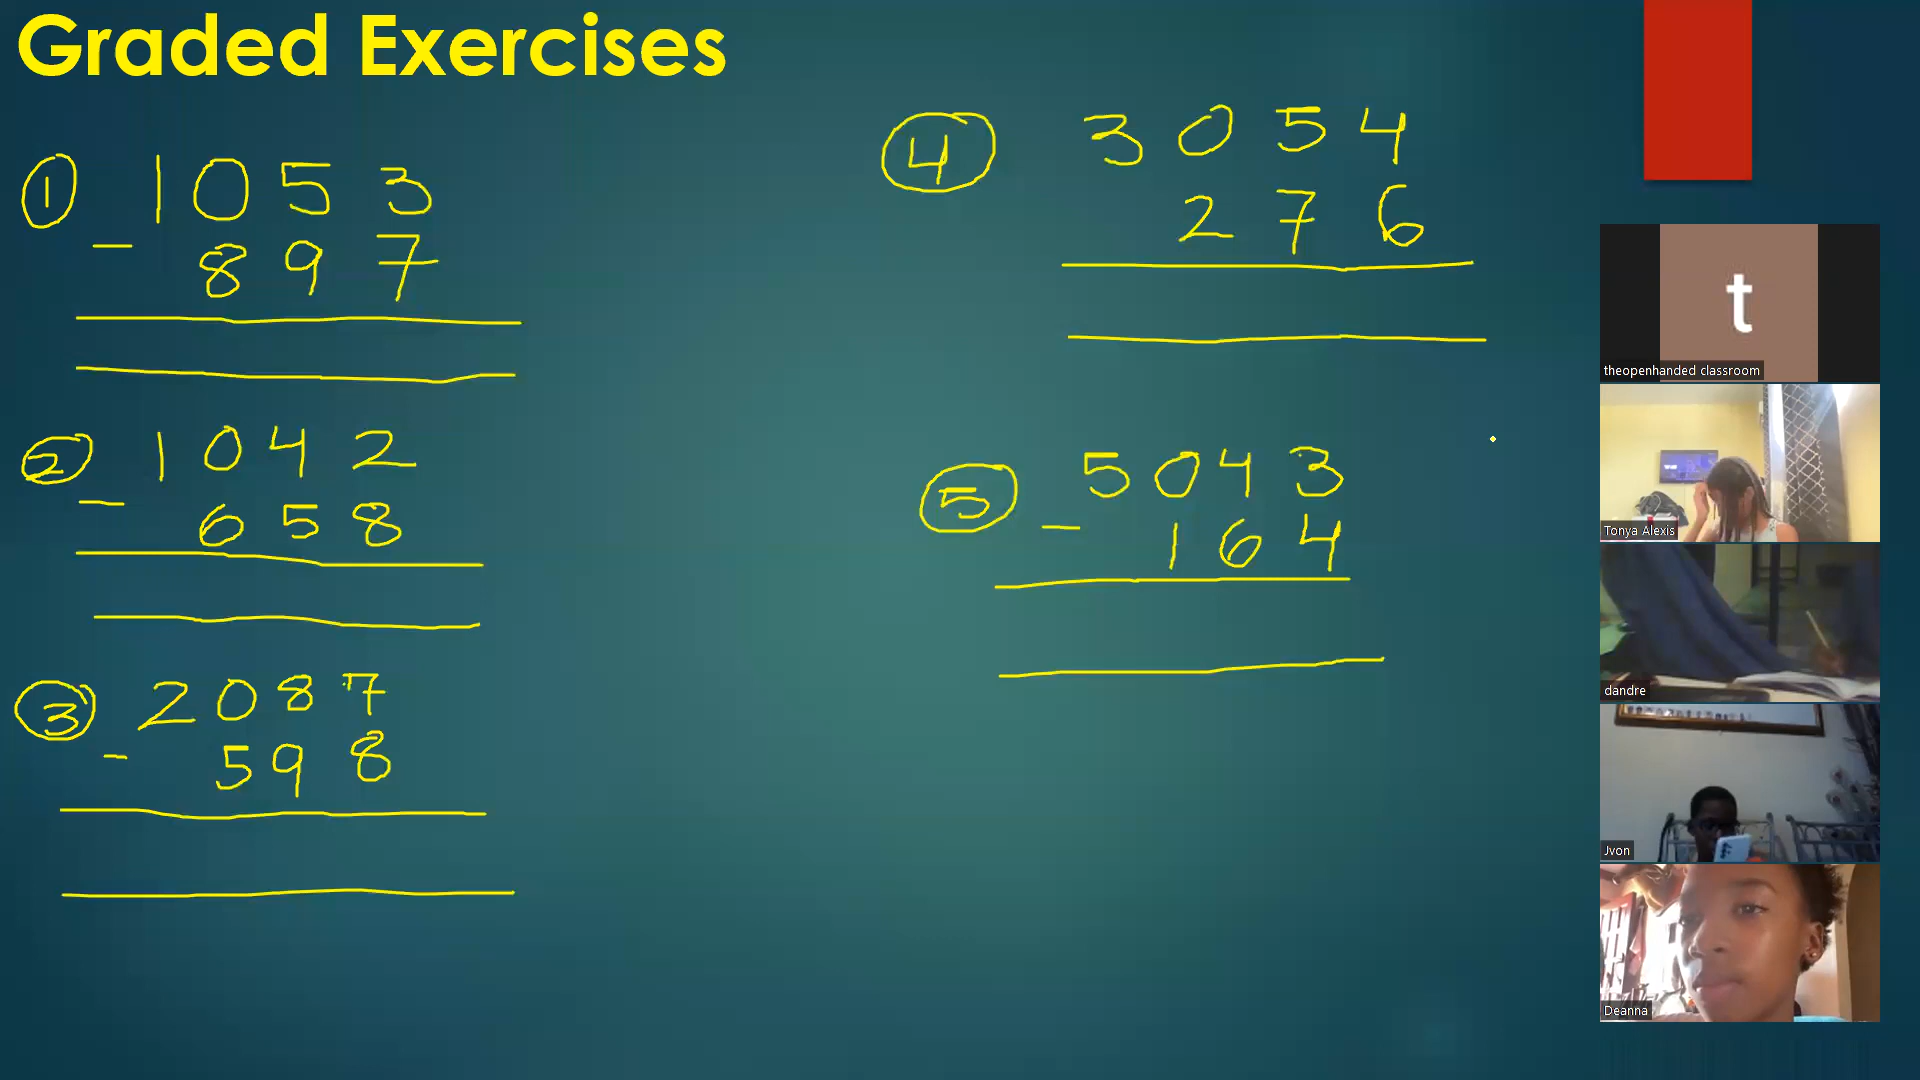 Graded Exercises
① 1053
- 897
② 1042
- 658
③ 2087
- 598
④ 3054
276
⑤ 5043
- 164
t
theopenhanded classroom
Tonya Alexis
dandre
Jvon
Deanna